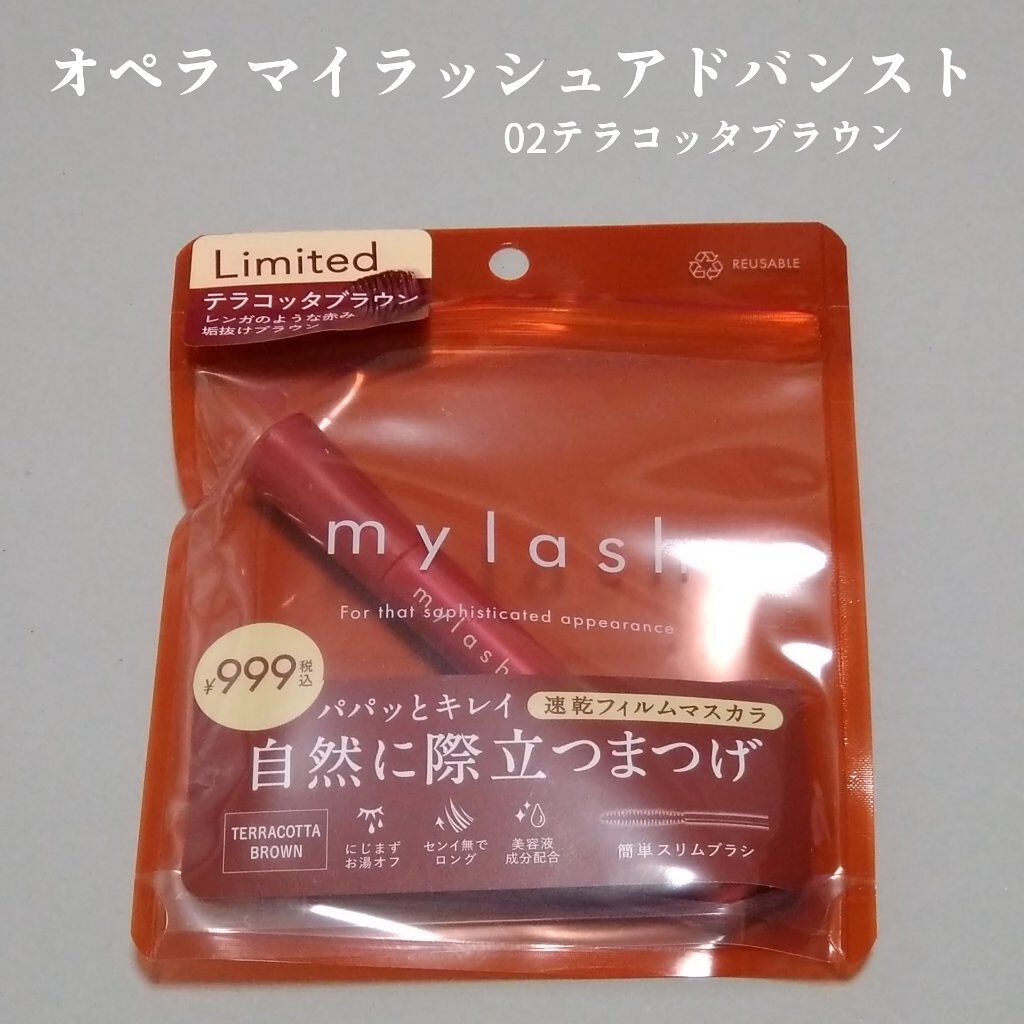 オペラ マイラッシュアドバンスト
02テラコッタブラウン
Limited
テラコッタブラウン
レンガのような赤み
垢抜けブラウン
REUSABLE
mylash
For that sophisticated appearance
mylash
¥999税込
パパッとキレイ
速乾フィルムマスカラ
自然に際立つまつげ
TERRACOTTA
BROWN
にじまず
お湯オフ
センイ無で
ロング
美容液
成分配合
簡単スリムブラシ